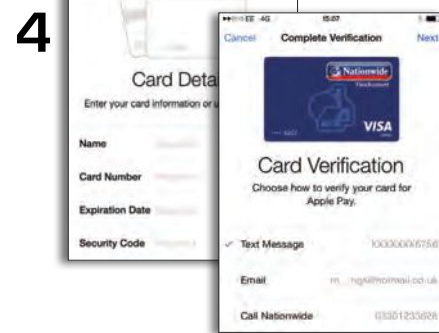 4
EE 4G 15:07
Cancel Complete Verification Next
Nationwide
VISA
Card Deta
Enter your card information or u
Name
Card Number
Expiration Date
Security Code
Card Verification
Choose how to verify your card for
Apple Pay.
✓ Text Message
Email
Call Nationwide 03301233628